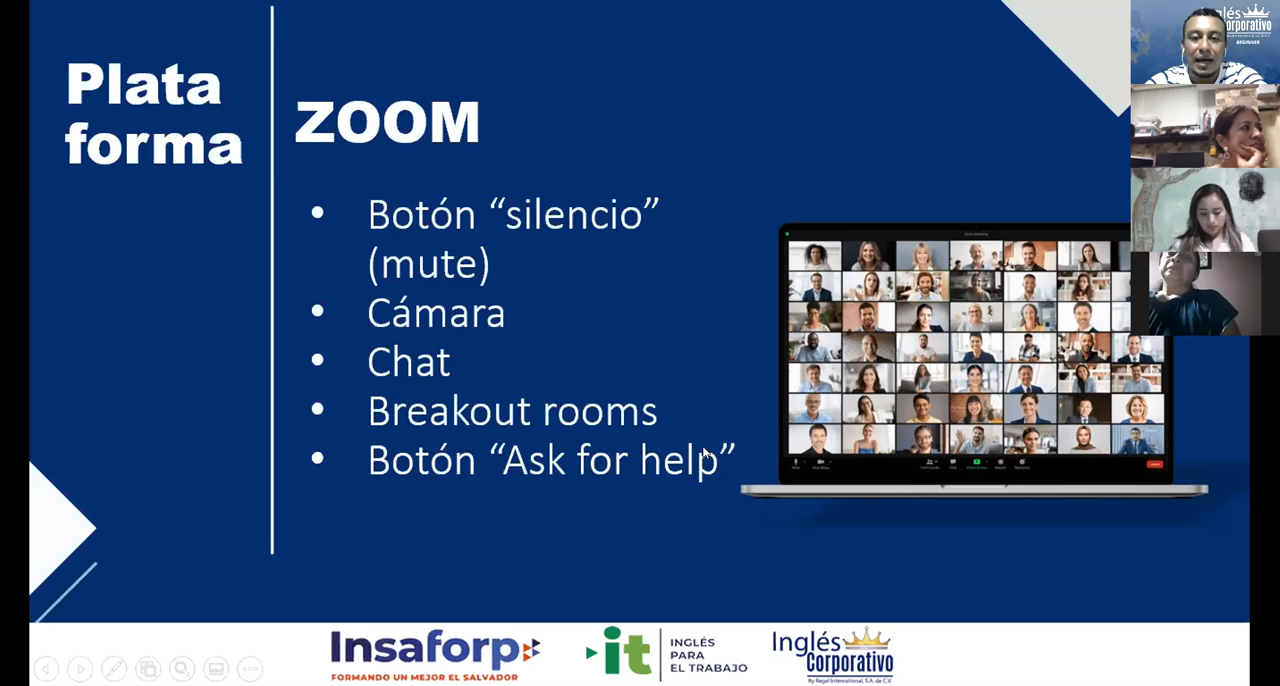 Plata
forma
ZOOM
• Botón “silencio”
(mute)
• Cámara
• Chat
• Breakout rooms
• Botón “Ask for help”
Inglés
Corporativo
BEGINNER
Insaforp
FORMANDO UN MEJOR EL SALVADOR
it
INGLÉS
PARA
EL TRABAJO
Inglés
Corporativo
By Regal International, S.A. de C.V.